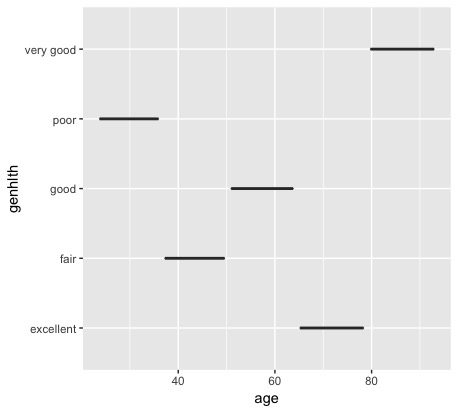 very good
poor
good
fair
excellent
genhlth
40 60 80
age